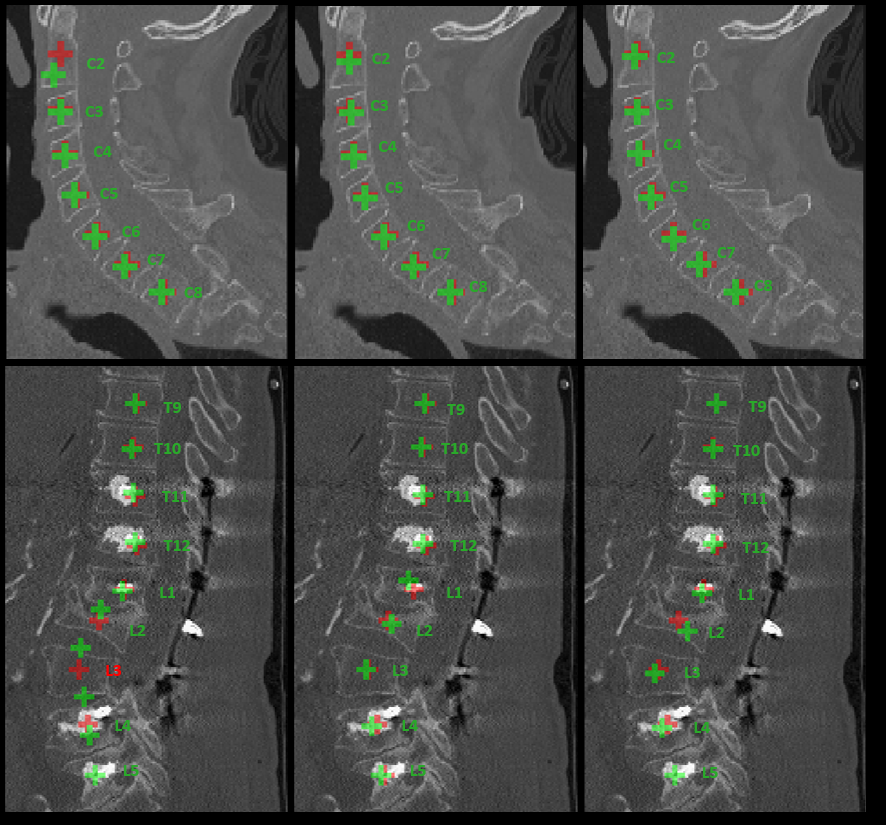 C2 C2 C2
C3 C3 C3
C4 C4 C4
C5 C5 C5
C6 C6 C6
C7 C7 C7
C8 C8 C8
T9 T9 T9
T10 T10 T10
T11 T11 T11
T12 T12 T12
L1 L1 L1
L2 L2 L2
L3 L3 L3
L4 L4 L4
L5 L5 L5